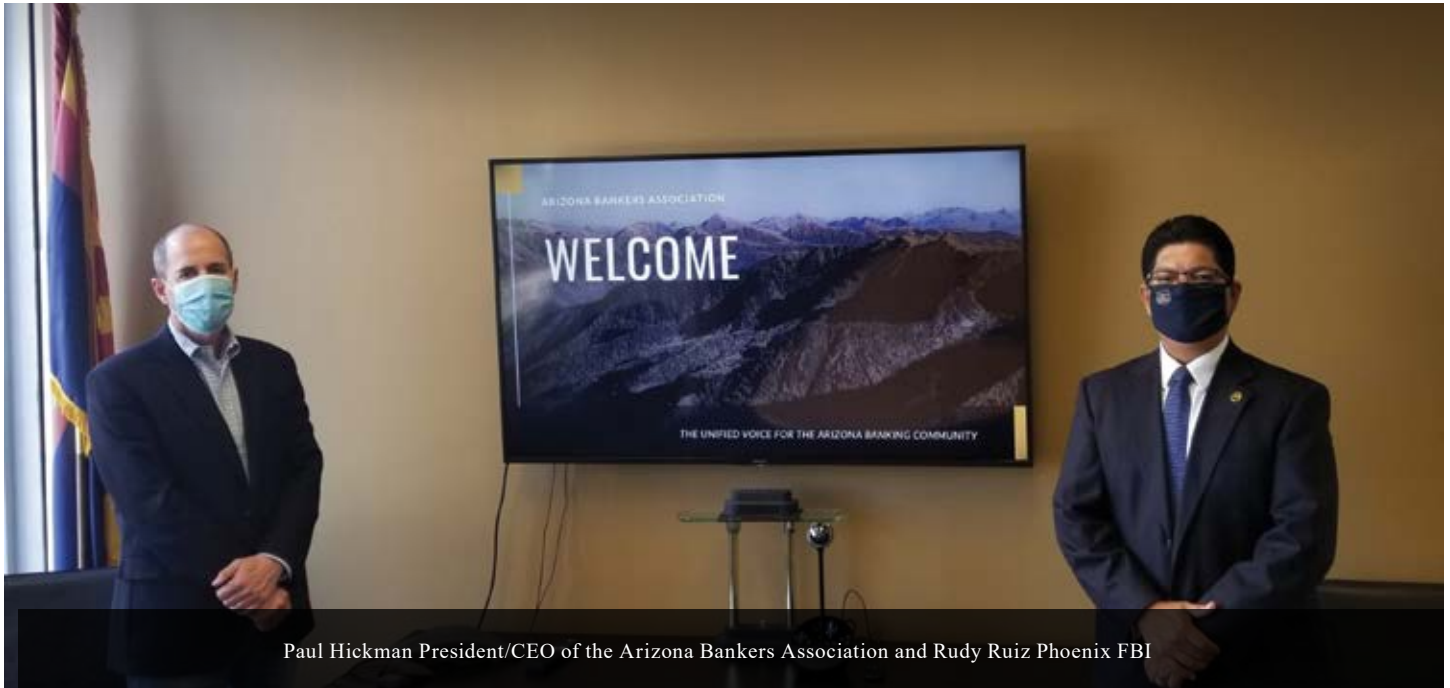 ARIZONA BANKERS ASSOCIATION
WELCOME
THE UNIFIED VOICE FOR THE ARIZONA BANKING COMMUNITY
Paul Hickman President/CEO of the Arizona Bankers Association and Rudy Ruiz Phoenix FBI